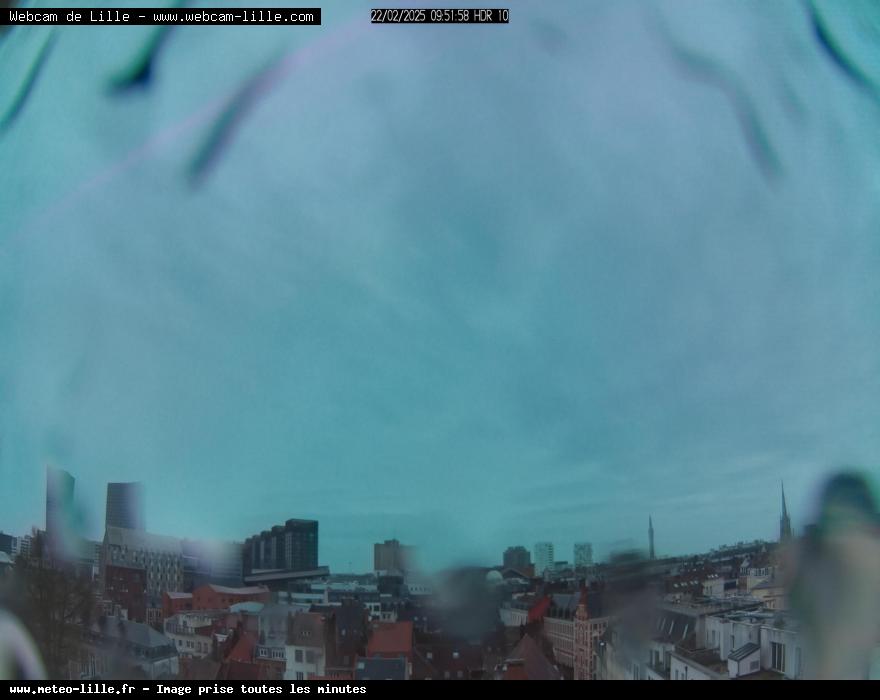 Webcam de Lille - www.webcam-lille.com
22/02/2025 09:51:58 HDR 10
www.meteo-lille.fr - Image prise toutes les minutes